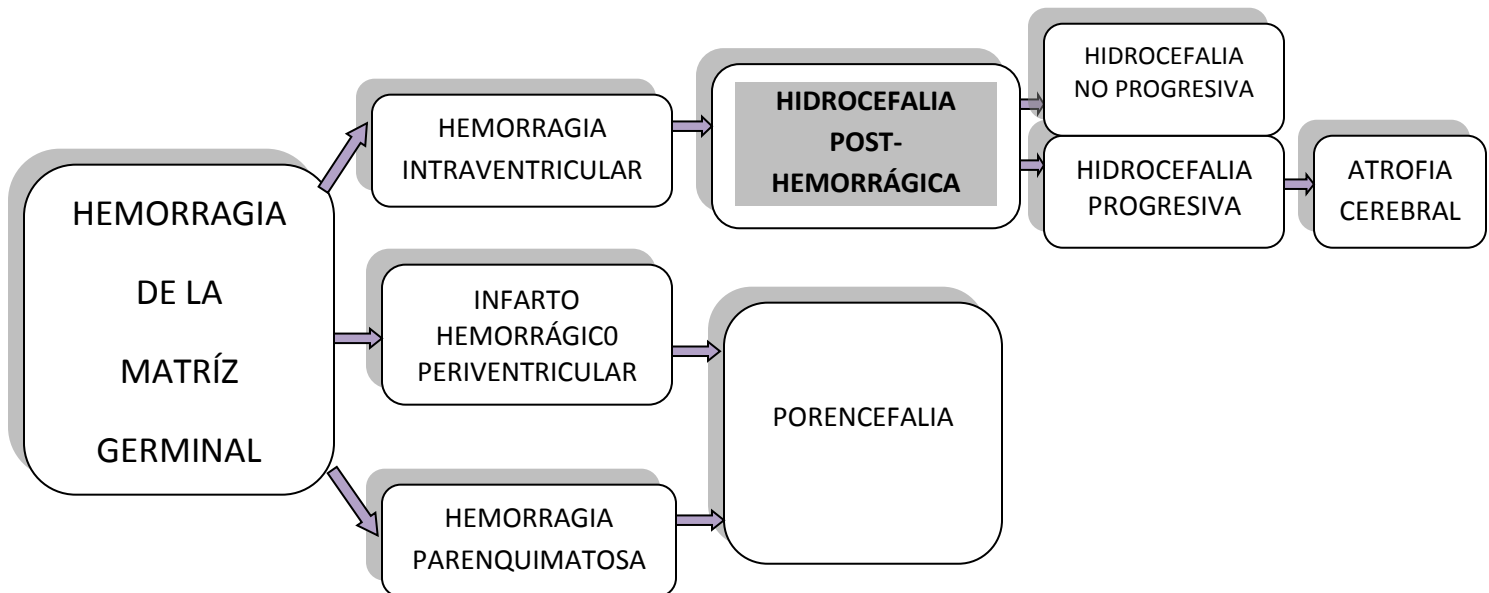 HEMORRAGIA
DE LA
MATRÍZ
GERMINAL
HEMORRAGIA
INTRAVENTRICULAR
HIDROCEFALIA
POST-
HEMORRÁGICA
HIDROCEFALIA
NO PROGRESIVA
HIDROCEFALIA
PROGRESIVA
ATROFIA
CEREBRAL
INFARTO
HEMORRÁGIC0
PERIVENTRICULAR
HEMORRAGIA
PARENQUIMATOSA
PORENCEFALIA